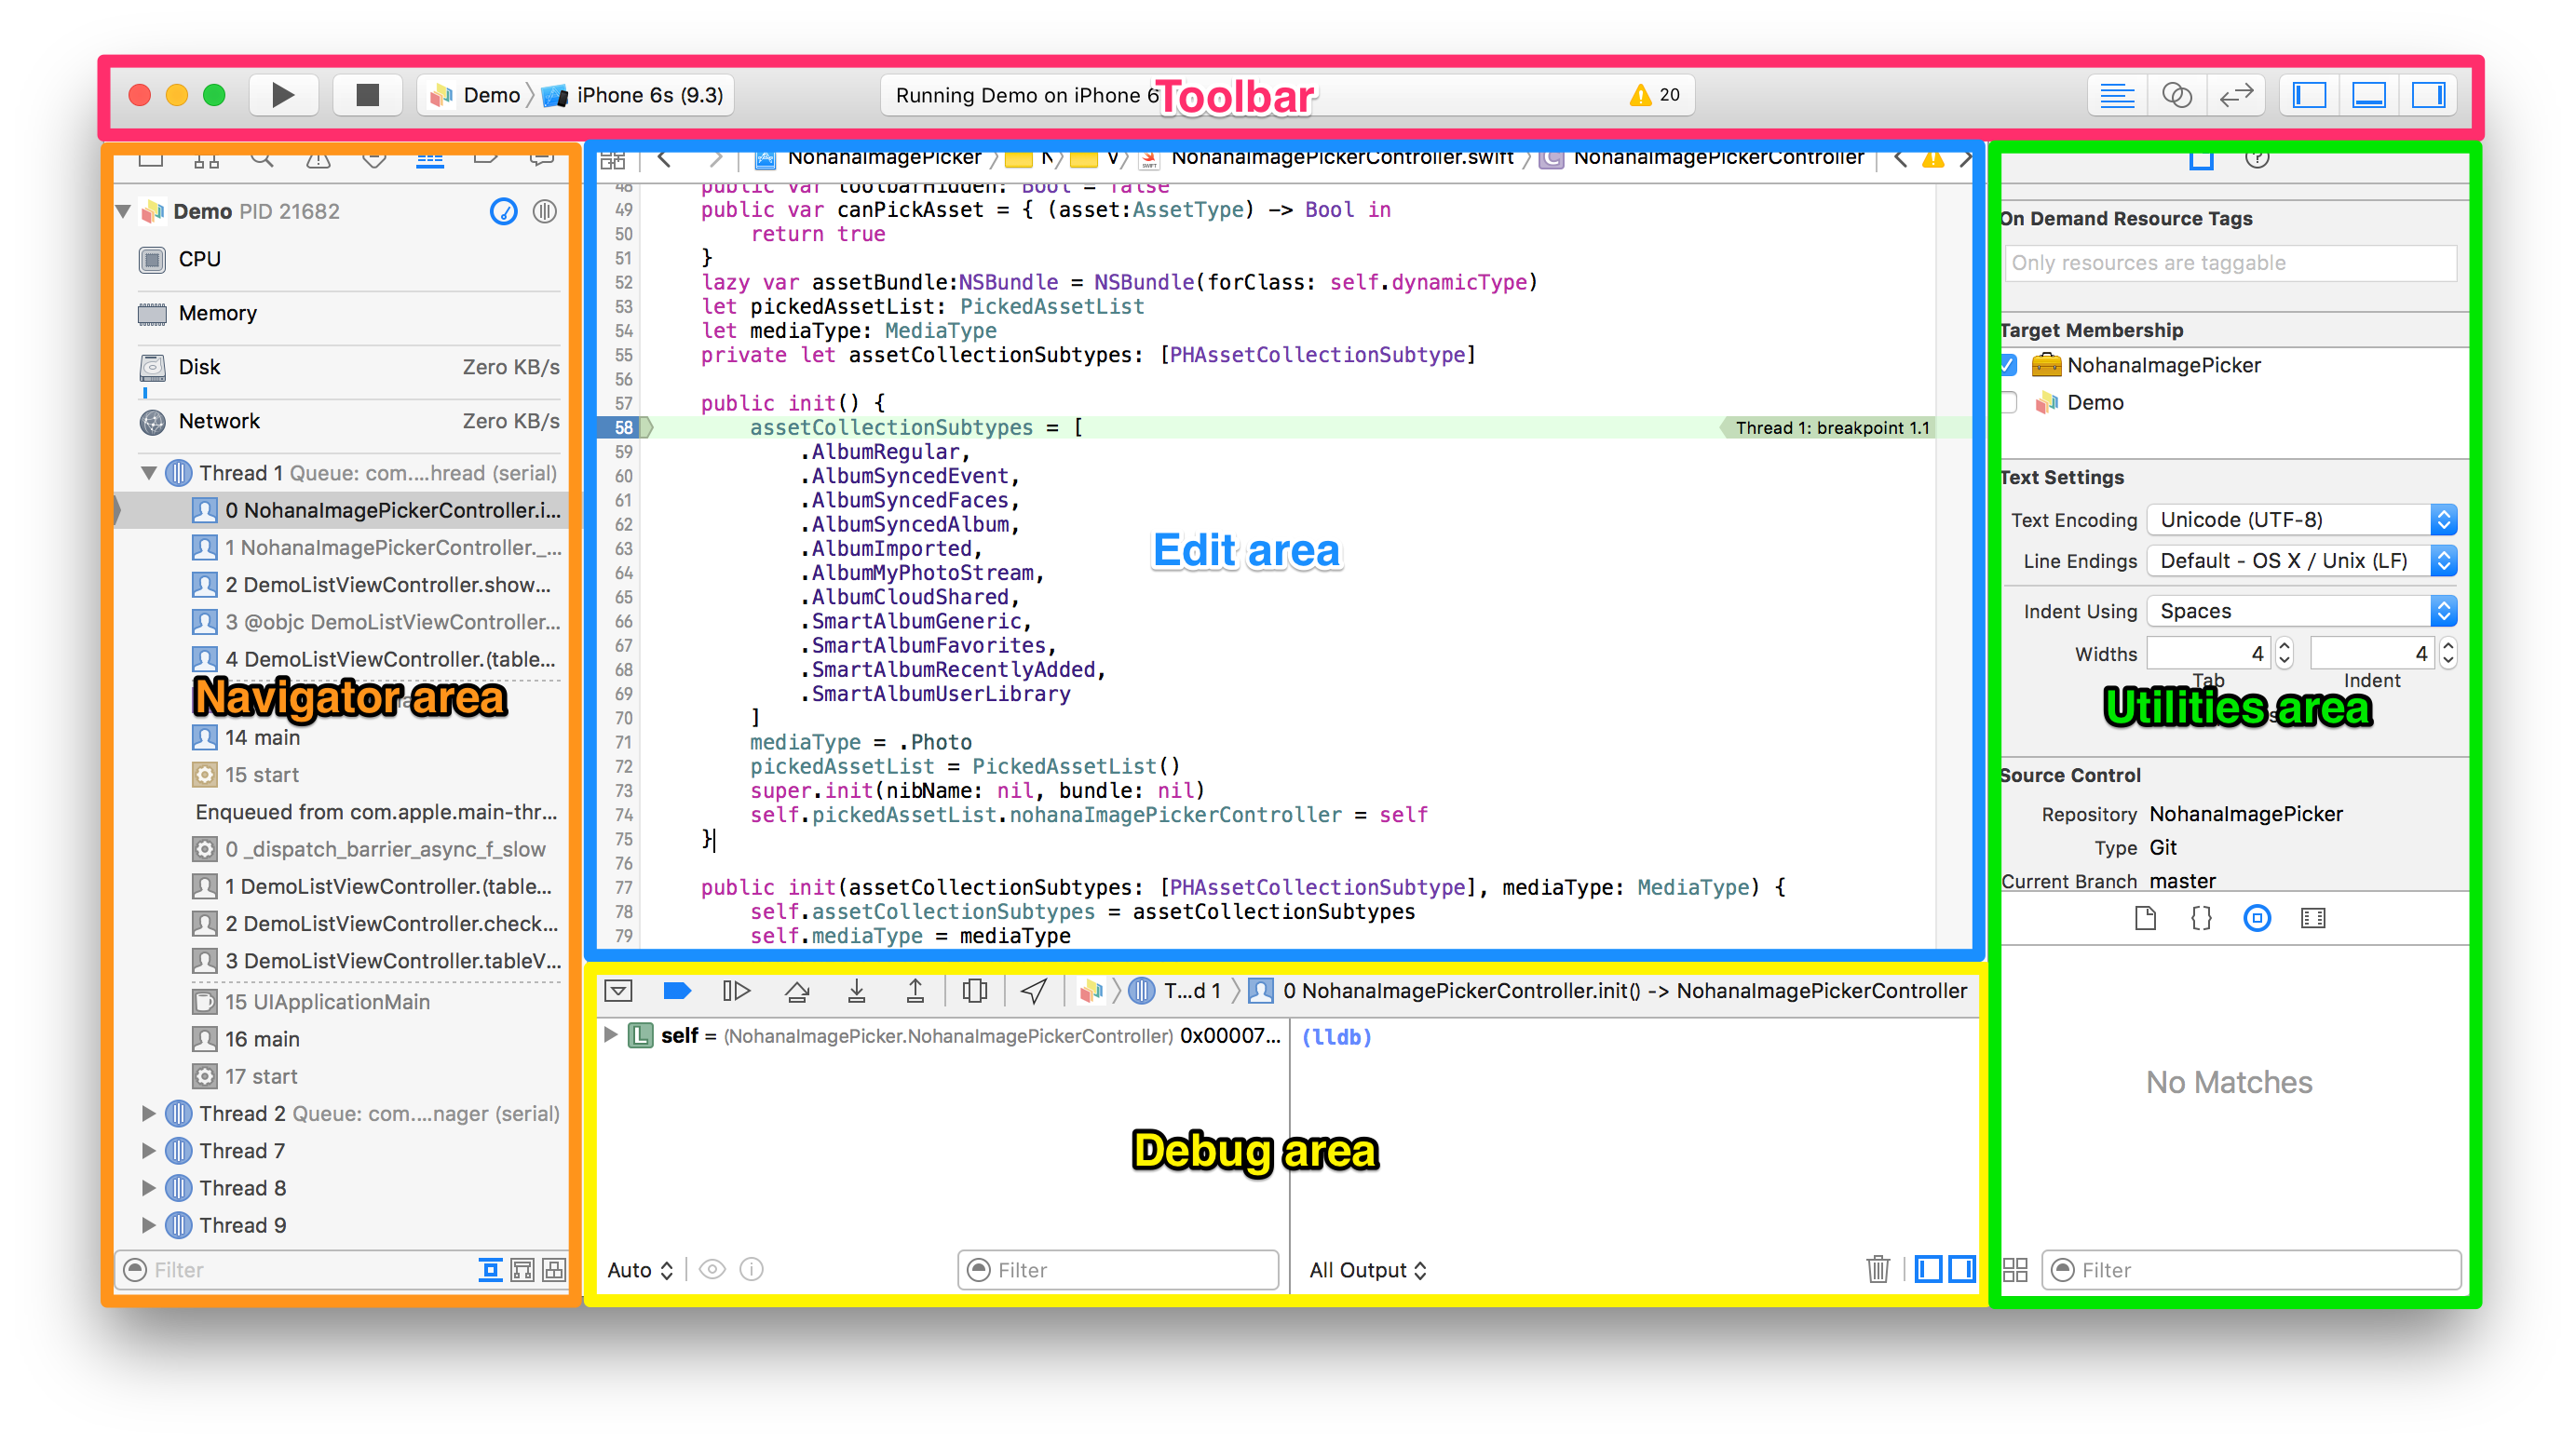 Demo
iPhone 6s (9.3)
Running Demo on iPhone 6
20
Toolbar
Demo PID 21682
CPU
Memory
Disk Zero KB/s
Network Zero KB/s
Thread 1 Queue: com....hread (serial)
0 NohanaImagePickerController.i...
1 NohanaImagePickerController._...
2 DemoListViewController.show...
3 @objc DemoListViewController...
4 DemoListViewController.(table...
Navigator area
14 main
15 start
Enqueued from com.apple.main-thr...
0 _dispatch_barrier_async_f_slow
1 DemoListViewController.(table...
2 DemoListViewController.check...
3 DemoListViewController.tableV...
15 UIApplicationMain
16 main
17 start
Thread 2 Queue: com....nager (serial)
Thread 7
Thread 8
Thread 9
Filter
NohanaImagePicker
NohanaImagePickerController.swift
C NohanaImagePickerController
48 public var toolbarHidden: Bool = false
49 public var canPickAsset = { (asset:AssetType) -> Bool in
50 return true
51 }
52 lazy var assetBundle:NSBundle = NSBundle(forClass: self.dynamicType)
53 let pickedAssetList: PickedAssetList
54 let mediaType: MediaType
55 private let assetCollectionSubtypes: [PHAssetCollectionSubtype]
56
57 public init() {
58 assetCollectionSubtypes = [ Thread 1: breakpoint 1.1
59 .AlbumRegular,
60 .AlbumSyncedEvent,
61 .AlbumSyncedFaces,
62 .AlbumSyncedAlbum,
63 .AlbumImported,
64 .AlbumMyPhotoStream,
65 .AlbumCloudShared,
66 .SmartAlbumGeneric,
67 .SmartAlbumFavorites,
68 .SmartAlbumRecentlyAdded,
69 .SmartAlbumUserLibrary
70 ]
71 mediaType = .Photo
72 pickedAssetList = PickedAssetList()
73 super.init(nibName: nil, bundle: nil)
74 self.pickedAssetList.nohanaImagePickerController = self
75 }
76
77 public init(assetCollectionSubtypes: [PHAssetCollectionSubtype], mediaType: MediaType) {
78 self.assetCollectionSubtypes = assetCollectionSubtypes
79 self.mediaType = mediaType
Edit area
T...d 1
0 NohanaImagePickerController.init() -> NohanaImagePickerController
L self = (NohanaImagePicker.NohanaImagePickerController) 0x00007...
(lldb)
Debug area
Auto
Filter
All Output
On Demand Resource Tags
Only resources are taggable
Target Membership
NohanaImagePicker
Demo
Text Settings
Text Encoding Unicode (UTF-8)
Line Endings Default - OS X / Unix (LF)
Indent Using Spaces
Widths 4 4
Tab Indent
Utilities area
Source Control
Repository NohanaImagePicker
Type Git
Current Branch master
No Matches
Filter